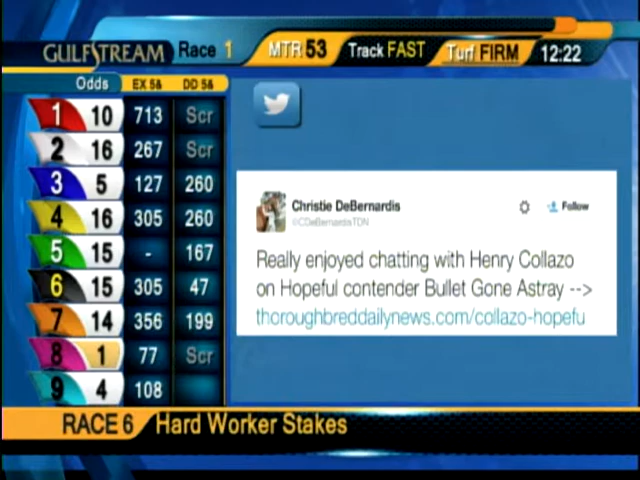 GULFSTREAM Race 1 MTR 53 Track FAST Turf FIRM 12:22
Odds EX 5& DD 5&
1 10 713 Scr
2 16 267 Scr
3 5 127 260
4 16 305 260
5 15 - 167
6 15 305 47
7 14 356 199
8 1 77 Scr
9 4 108
Christie DeBernardis
@CDeBernardisTDN
Follow
Really enjoyed chatting with Henry Collazo
on Hopeful contender Bullet Gone Astray -->
thoroughbreddailynews.com/collazo-hopefu
RACE 6 Hard Worker Stakes